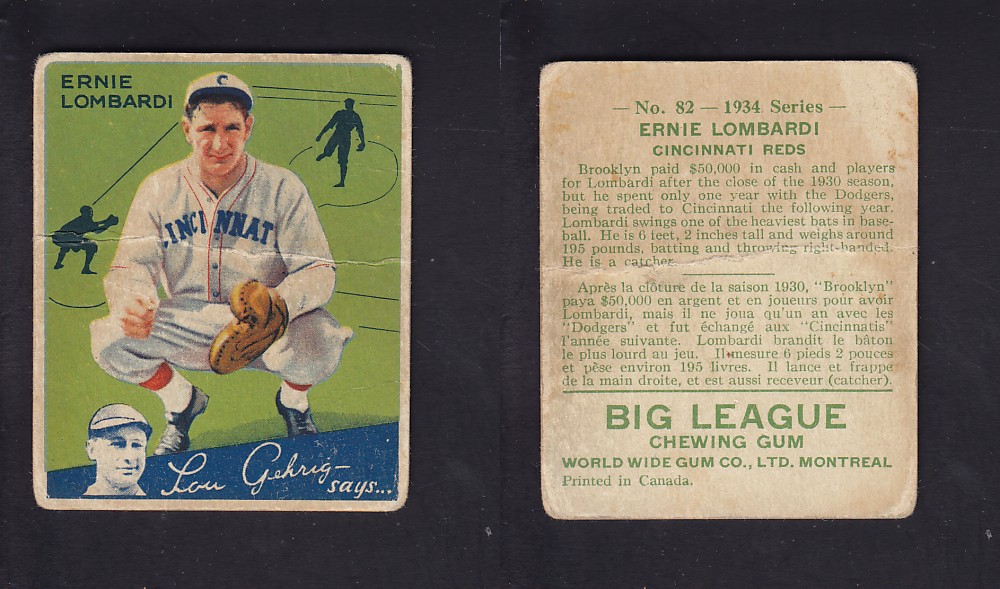 ERNIE
LOMBARDI
C
CINCINNATI
Lou Gehrig—
says...
— No. 82 — 1934 Series —
ERNIE LOMBARDI
CINCINNATI REDS
Brooklyn paid $50,000 in cash and players
for Lombardi after the close of the 1930 season,
but he spent only one year with the Dodgers,
being traded to Cincinnati the following year.
Lombardi swings one of the heaviest bats in base-
ball. He is 6 feet, 2 inches tall and weighs around
195 pounds, batting and throwing right-handed.
He is a catcher.
Après la clôture de la saison 1930, "Brooklyn"
paya $50,000 en argent et en joueurs pour avoir
Lombardi, mais il ne joua qu'un an avec les
"Dodgers" et fut échangé aux "Cincinnatis"
l'année suivante. Lombardi brandit le bâton
le plus lourd au jeu. Il mesure 6 pieds 2 pouces
et pèse environ 195 livres. Il lance et frappe
de la main droite, et est aussi receveur (catcher).
BIG LEAGUE
CHEWING GUM
WORLD WIDE GUM CO., LTD. MONTREAL
Printed in Canada.